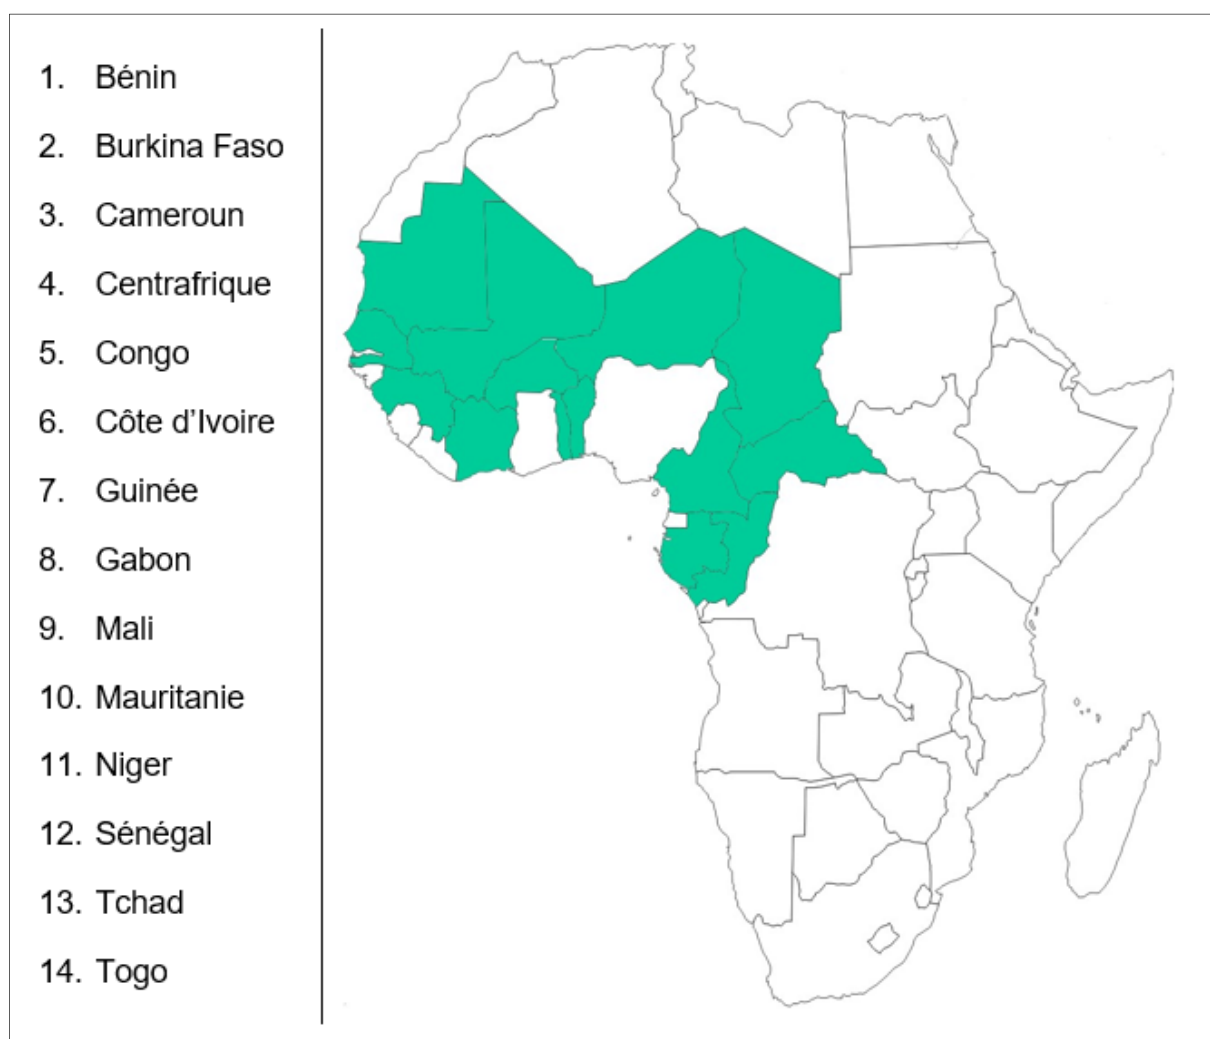 1. Bénin
2. Burkina Faso
3. Cameroun
4. Centrafrique
5. Congo
6. Côte d’Ivoire
7. Guinée
8. Gabon
9. Mali
10. Mauritanie
11. Niger
12. Sénégal
13. Tchad
14. Togo